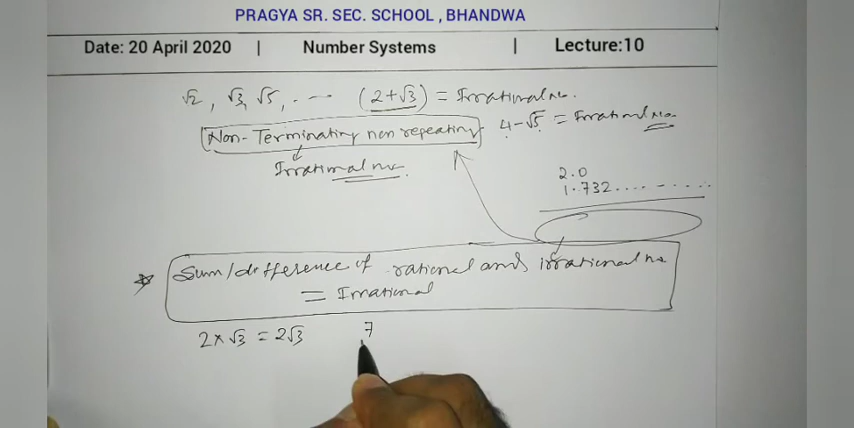 PRAGYA SR. SEC. SCHOOL , BHANDWA
Date: 20 April 2020 | Number Systems | Lecture:10
√2 , √3, √5, . --- (2+√3) = Irrational No.
Non-Terminating non repeating 4-√5 = Irrational No.
Irrational no.
2.0
1.732....-.....
Sum/difference of rational and irrational no.
= Irrational
2×√3 = 2√3 7